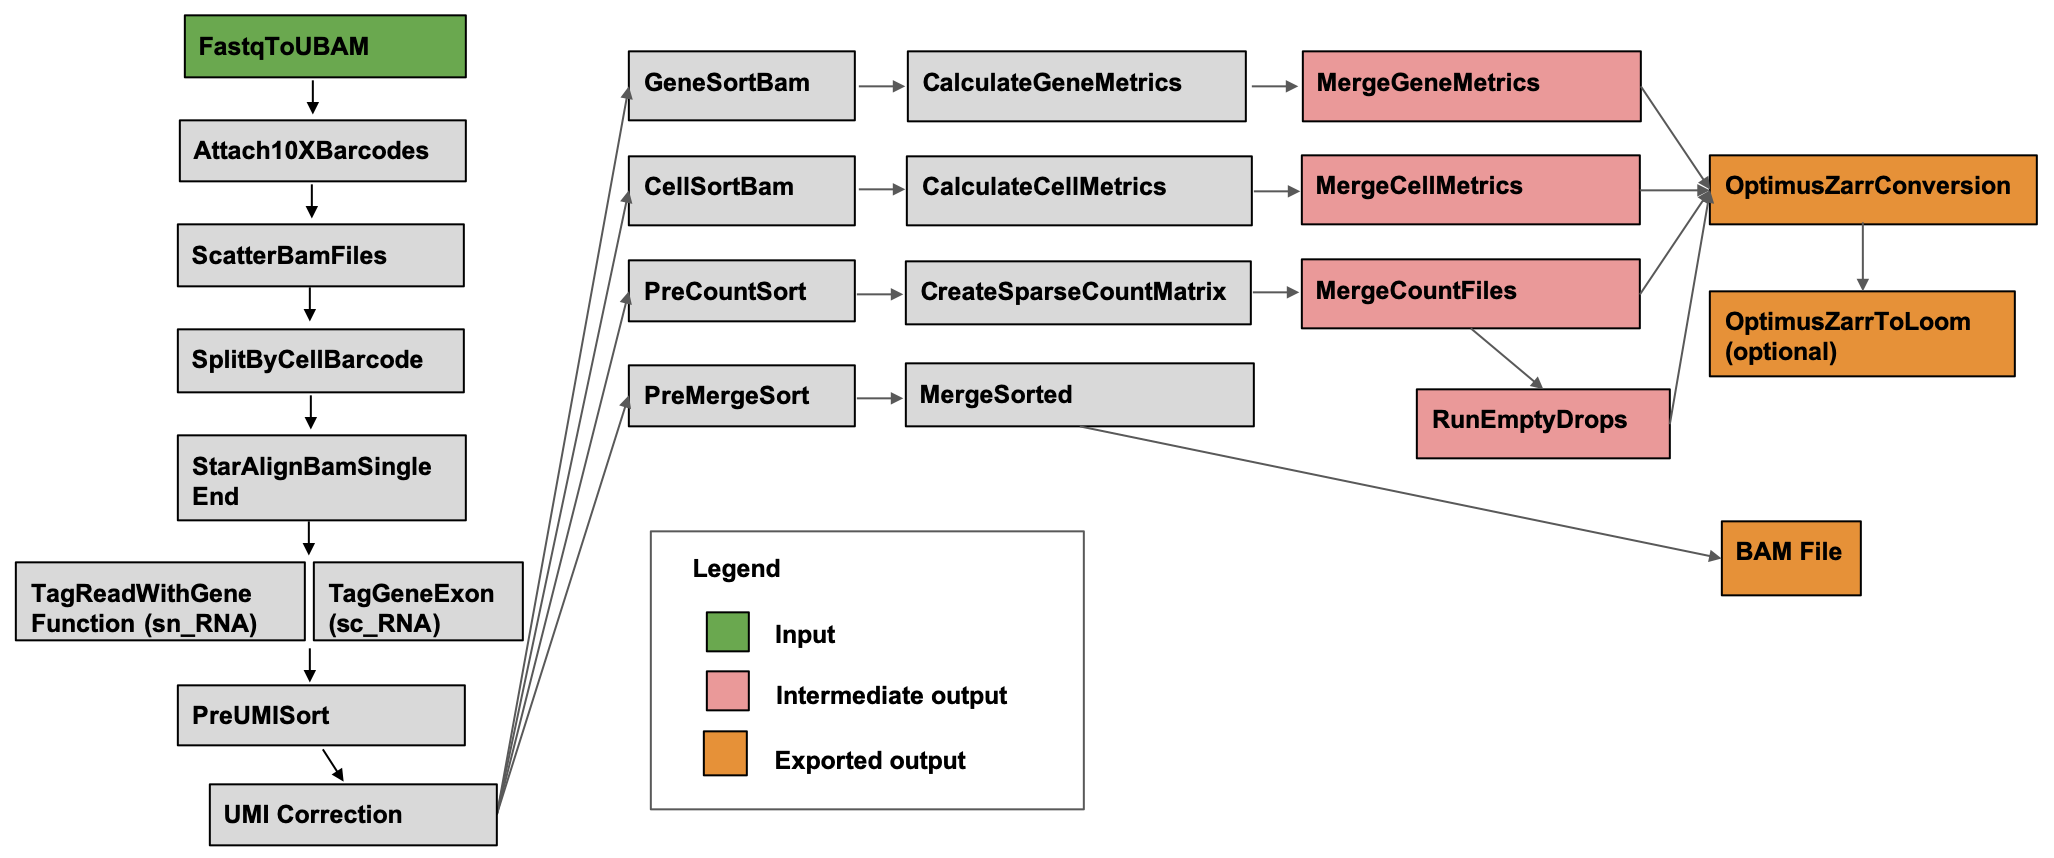 FastqToUBAM
Attach10XBarcodes
ScatterBamFiles
SplitByCellBarcode
StarAlignBamSingle
End
TagReadWithGene
Function (sn_RNA)
TagGeneExon
(sc_RNA)
PreUMISort
UMI Correction
GeneSortBam
CalculateGeneMetrics
MergeGeneMetrics
CellSortBam
CalculateCellMetrics
MergeCellMetrics
PreCountSort
CreateSparseCountMatrix
MergeCountFiles
PreMergeSort
MergeSorted
RunEmptyDrops
OptimusZarrConversion
OptimusZarrToLoom
(optional)
BAM File
Legend
Input
Intermediate output
Exported output